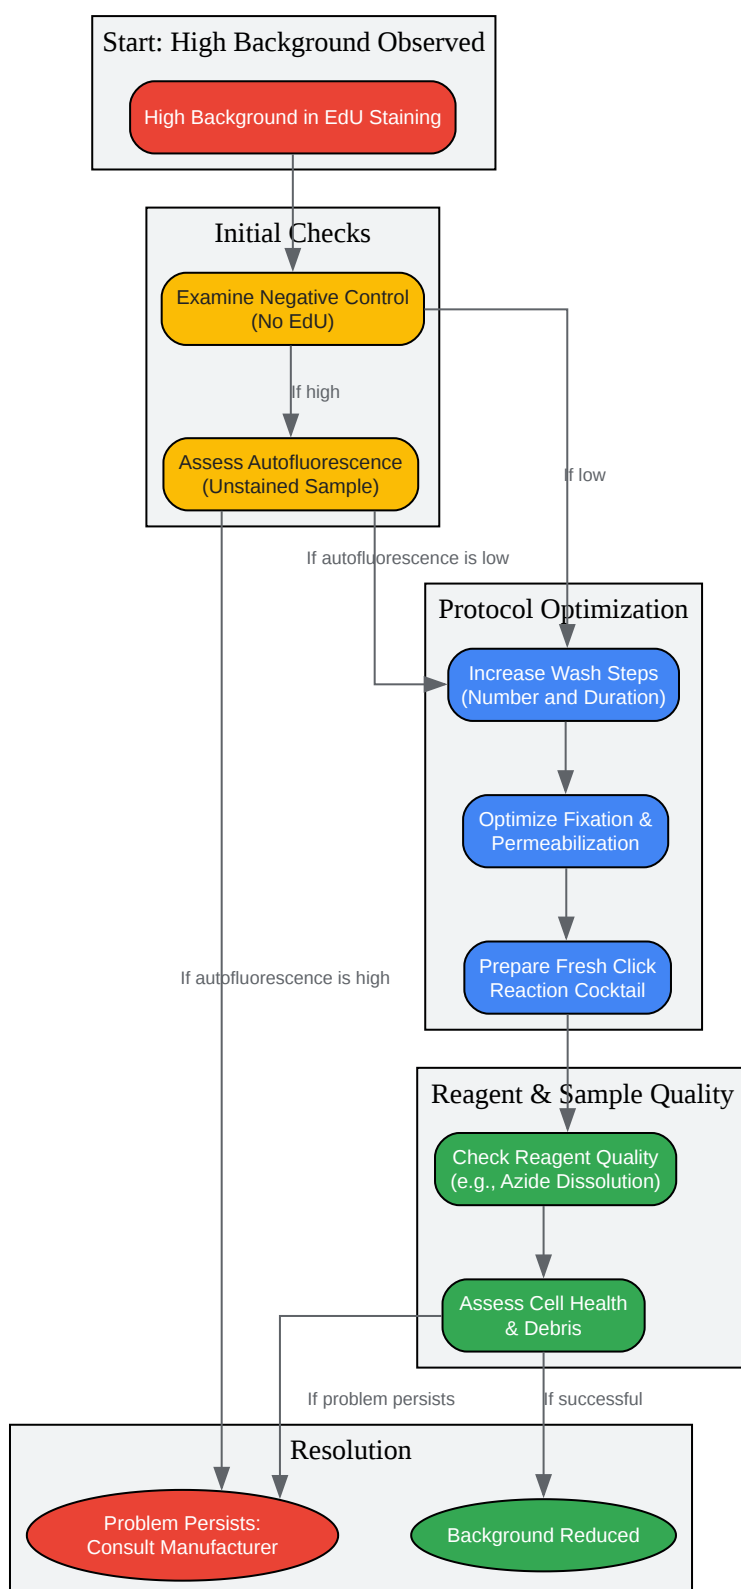 Start: High Background Observed
High Background in EdU Staining
Initial Checks
Examine Negative Control
(No EdU)
If high
Assess Autofluorescence
(Unstained Sample)
If low
If autofluorescence is low
Protocol Optimization
Increase Wash Steps
(Number and Duration)
Optimize Fixation &
Permeabilization
If autofluorescence is high
Prepare Fresh Click
Reaction Cocktail
Reagent & Sample Quality
Check Reagent Quality
(e.g., Azide Dissolution)
Assess Cell Health
& Debris
If problem persists
If successful
Resolution
Problem Persists:
Consult Manufacturer
Background Reduced